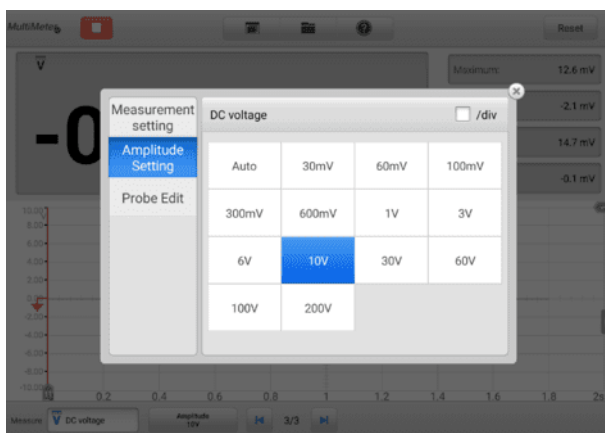 MultiMeter
Reset
V
Maximum: 12.6 mV
-2.1 mV
-0
14.7 mV
-0.1 mV
Measurement setting
Amplitude Setting
Probe Edit
DC voltage
/div
Auto 30mV 60mV 100mV
300mV 600mV 1V 3V
6V 10V 30V 60V
100V 200V
10.00
8.00
6.00
4.00
2.00
0.00
-2.00
-4.00
-6.00
-8.00
-10.00
0.2 0.4 0.6 0.8 1 1.2 1.4 1.6 1.8 2s
Measure V DC voltage
Amplitude
10V
3/3